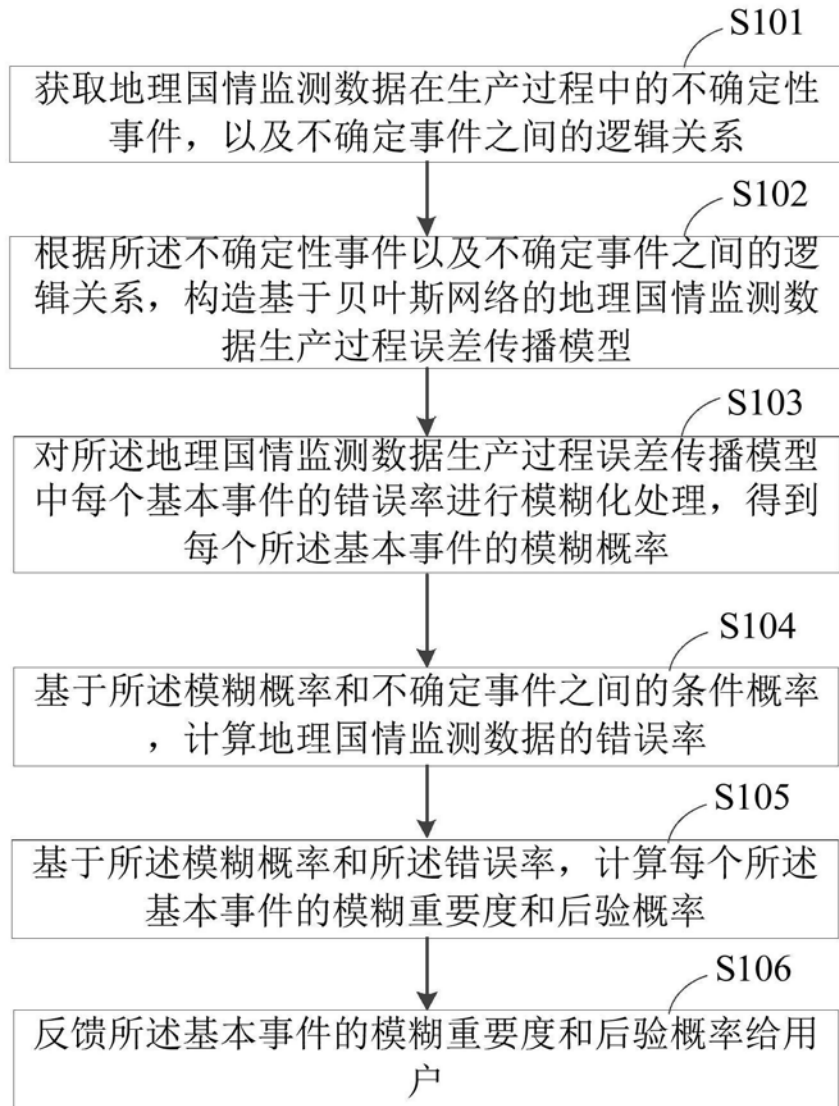 S101
获取地理国情监测数据在生产过程中的不确定性
事件，以及不确定事件之间的逻辑关系
S102
根据所述不确定性事件以及不确定事件之间的逻
辑关系，构造基于贝叶斯网络的地理国情监测数
据生产过程误差传播模型
S103
对所述地理国情监测数据生产过程误差传播模型
中每个基本事件的错误率进行模糊化处理，得到
每个所述基本事件的模糊概率
S104
基于所述模糊概率和不确定事件之间的条件概率
，计算地理国情监测数据的错误率
S105
基于所述模糊概率和所述错误率，计算每个所述
基本事件的模糊重要度和后验概率
S106
反馈所述基本事件的模糊重要度和后验概率给用
户